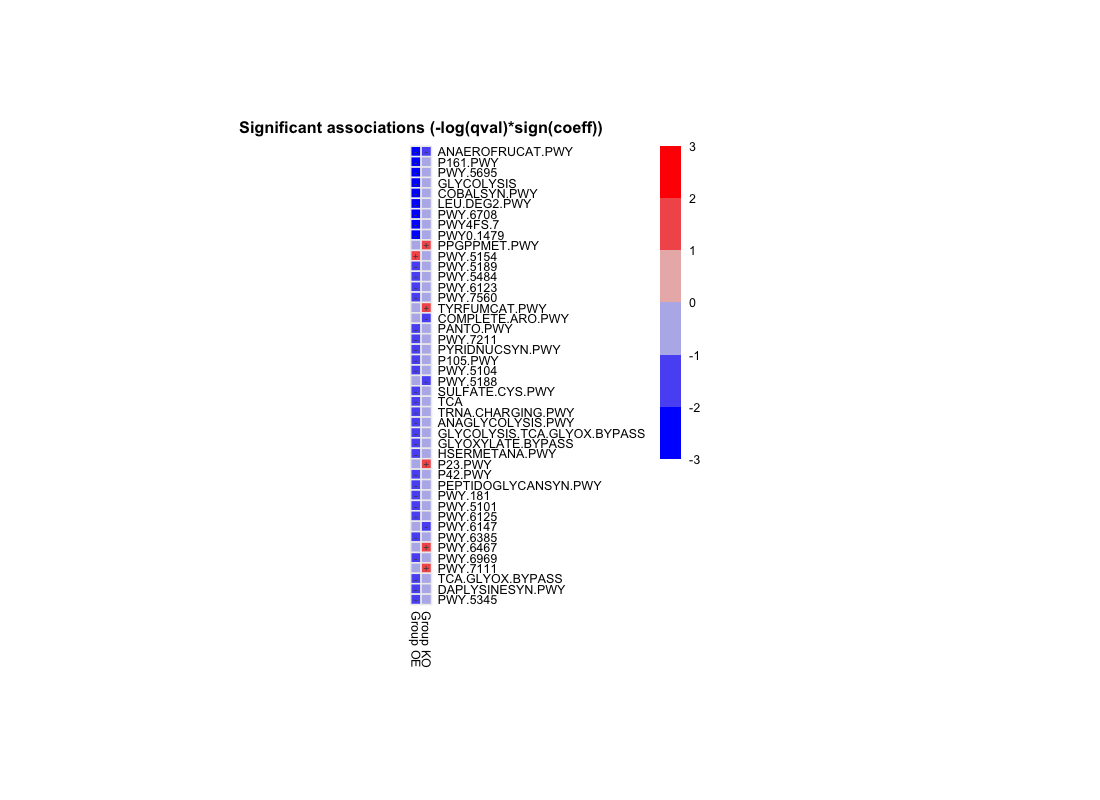 Significant associations (-log(qval)*sign(coeff))
ANAEROFRUCAT.PWY
P161.PWY
PWY.5695
GLYCOLYSIS
COBALSYN.PWY
LEU.DEG2.PWY
PWY.6708
PWY4FS.7
PWY0.1479
PPGPPMET.PWY
PWY.5154
PWY.5189
PWY.5484
PWY.6123
PWY.7560
TYRFUMCAT.PWY
COMPLETE.ARO.PWY
PANTO.PWY
PWY.7211
PYRIDNUCSYN.PWY
P105.PWY
PWY.5104
PWY.5188
SULFATE.CYS.PWY
TCA
TRNA.CHARGING.PWY
ANAGLYCOLYSIS.PWY
GLYCOLYSIS.TCA.GLYOX.BYPASS
GLYOXYLATE.BYPASS
HSERMETANA.PWY
P23.PWY
P42.PWY
PEPTIDOGLYCANSYN.PWY
PWY.181
PWY.5101
PWY.6125
PWY.6147
PWY.6385
PWY.6467
PWY.6969
PWY.7111
TCA.GLYOX.BYPASS
DAPLYSINESYN.PWY
PWY.5345
Group OE
Group KO
3
2
1
0
-1
-2
-3